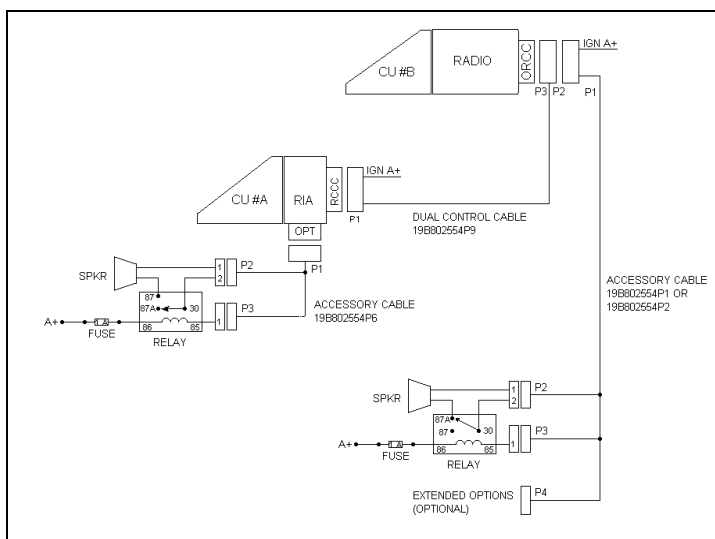 IGN A+
CU #B
RADIO
ORCC
P3
P2
P1
CU #A
RIA
RCCC
IGN A+
P1
OPT
DUAL CONTROL CABLE
19B802554P9
P1
SPKR
1
2
P2
87
87A
30
ACCESSORY CABLE
19B802554P6
A+
FUSE
86
85
1
P3
RELAY
ACCESSORY CABLE
19B802554P1 OR
19B802554P2
SPKR
1
2
P2
87A
87
30
A+
FUSE
86
85
1
P3
RELAY
EXTENDED OPTIONS
(OPTIONAL)
P4